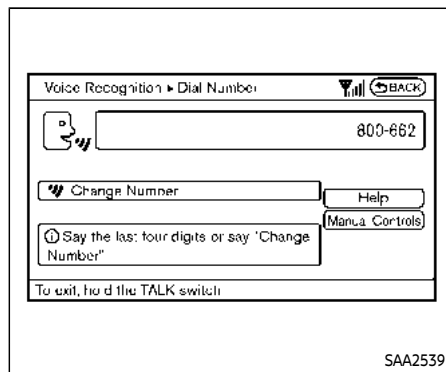 Voice Recognition ▸ Dial Number
BACK
800-662
Change Number
Help
Manual Controls
Say the last four digits or say "Change
Number"
To exit, hold the TALK switch
SAA2539